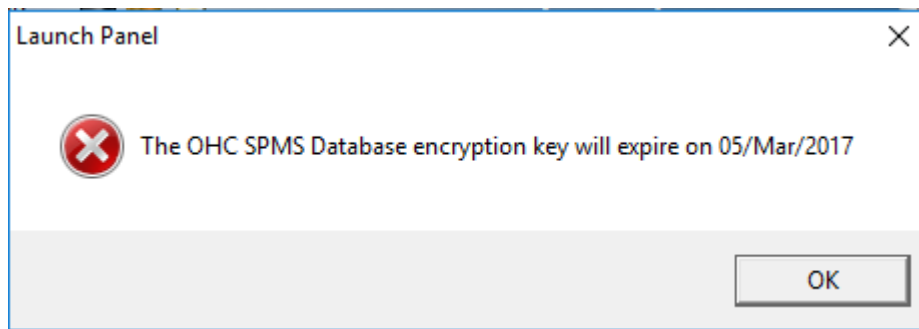 Launch Panel
The OHC SPMS Database encryption key will expire on 05/Mar/2017
OK